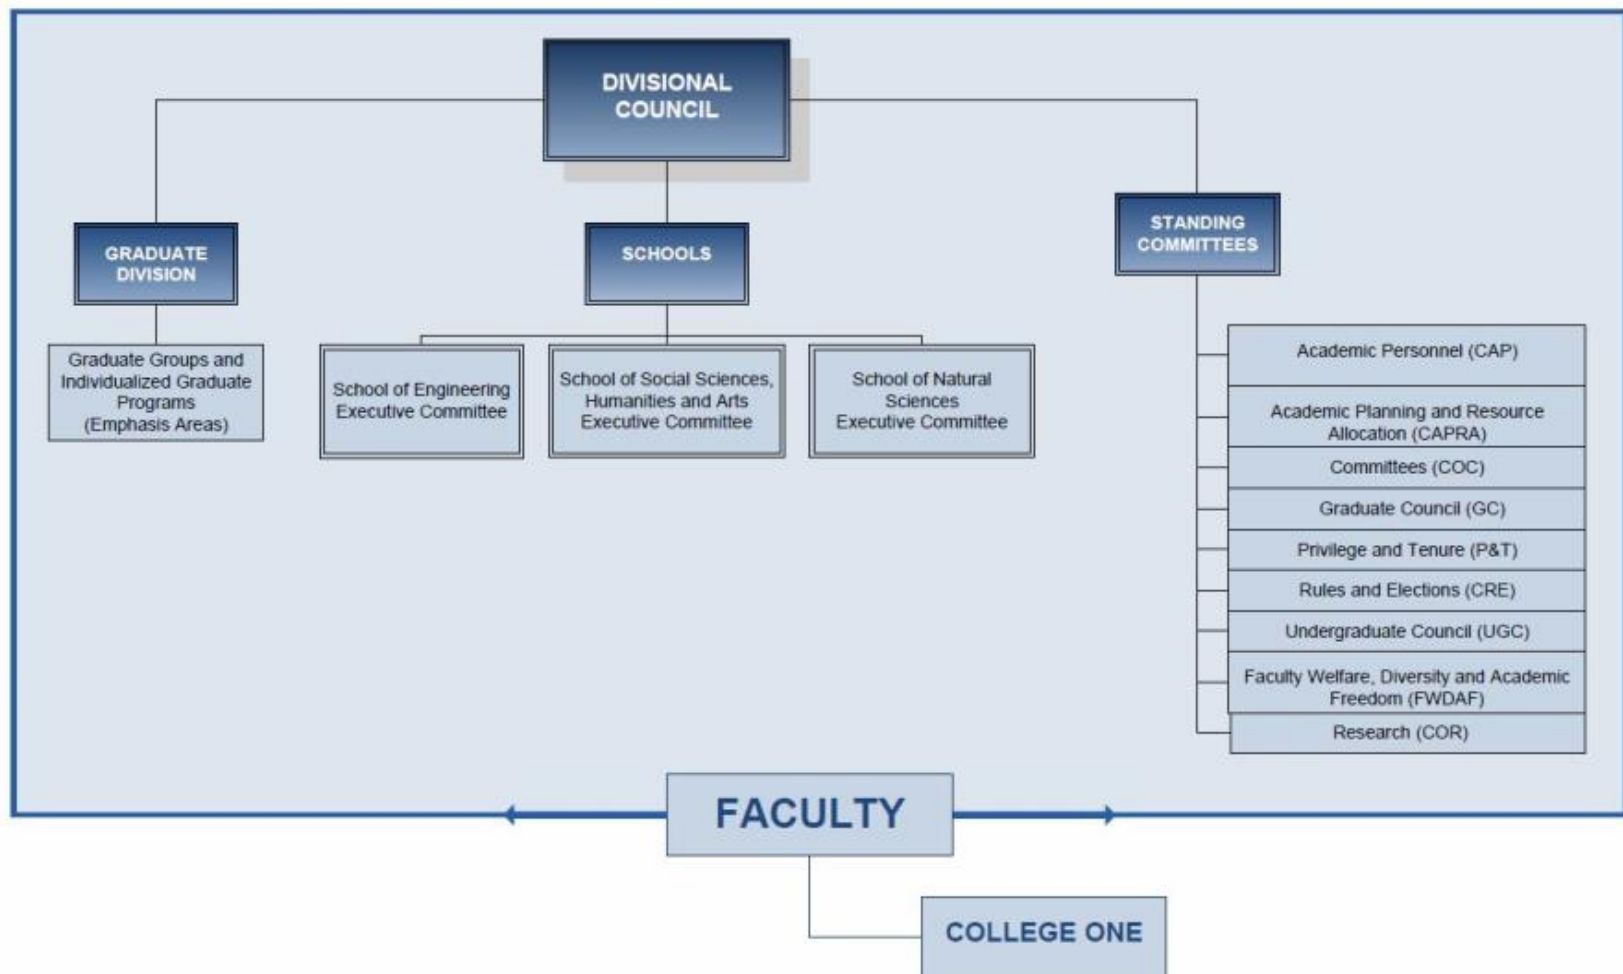 DIVISIONAL
COUNCIL
GRADUATE
DIVISION
SCHOOLS
STANDING
COMMITTEES
Graduate Groups and
Individualized Graduate
Programs
(Emphasis Areas)
School of Engineering
Executive Committee
School of Social Sciences,
Humanities and Arts
Executive Committee
School of Natural
Sciences
Executive Committee
Academic Personnel (CAP)
Academic Planning and Resource
Allocation (CAPRA)
Committees (COC)
Graduate Council (GC)
Privilege and Tenure (P&T)
Rules and Elections (CRE)
Undergraduate Council (UGC)
Faculty Welfare, Diversity and Academic
Freedom (FWDAF)
Research (COR)
FACULTY
COLLEGE ONE